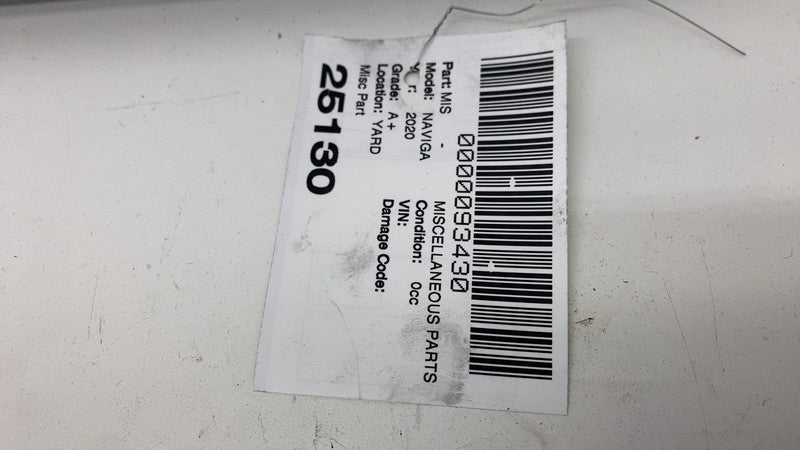 0000093430
Part: MIS - MISCELLANEOUS PARTS
Model: NAVIGA Condition: 0cc
r: 2020 VIN:
Grade: A+ Damage Code:
Location: YARD
Misc Part
25130